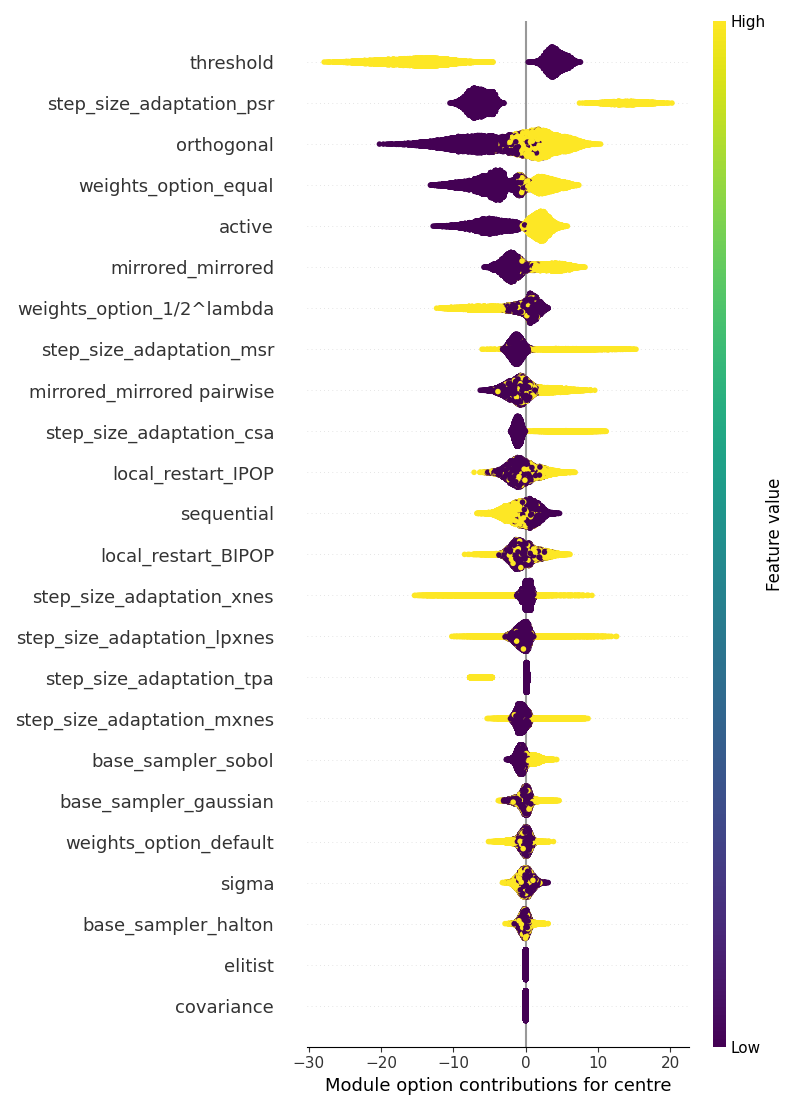 High
threshold
step_size_adaptation_psr
orthogonal
weights_option_equal
active
mirrored_mirrored
weights_option_1/2^lambda
step_size_adaptation_msr
mirrored_mirrored pairwise
step_size_adaptation_csa
local_restart_IPOP
sequential
local_restart_BIPOP
step_size_adaptation_xnes
step_size_adaptation_lpxnes
step_size_adaptation_tpa
step_size_adaptation_mxnes
base_sampler_sobol
base_sampler_gaussian
weights_option_default
sigma
base_sampler_halton
elitist
covariance
Feature value
Low
−30 −20 −10 0 10 20
Module option contributions for centre